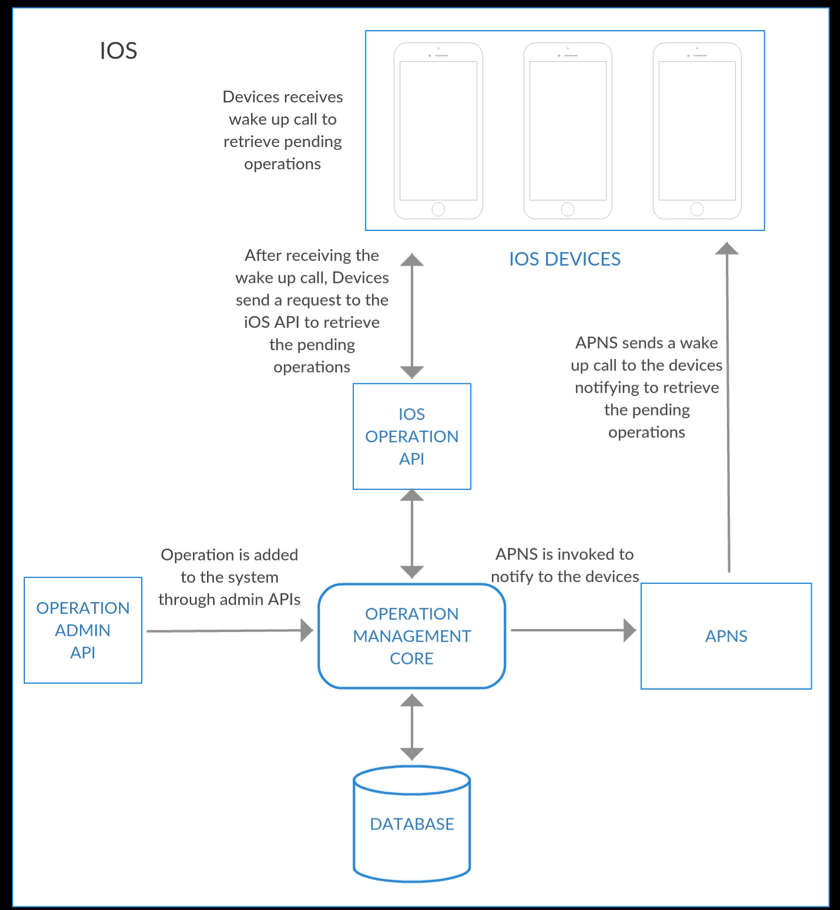 IOS
Devices receives
wake up call to
retrieve pending
operations
After receiving the
wake up call, Devices
send a request to the
iOS API to retrieve
the pending
operations
IOS DEVICES
APNS sends a wake
up call to the devices
notifying to retrieve
the pending
operations
IOS
OPERATION
API
Operation is added
to the system
through admin APIs
APNS is invoked to
notify to the devices
OPERATION
ADMIN
API
OPERATION
MANAGEMENT
CORE
APNS
DATABASE